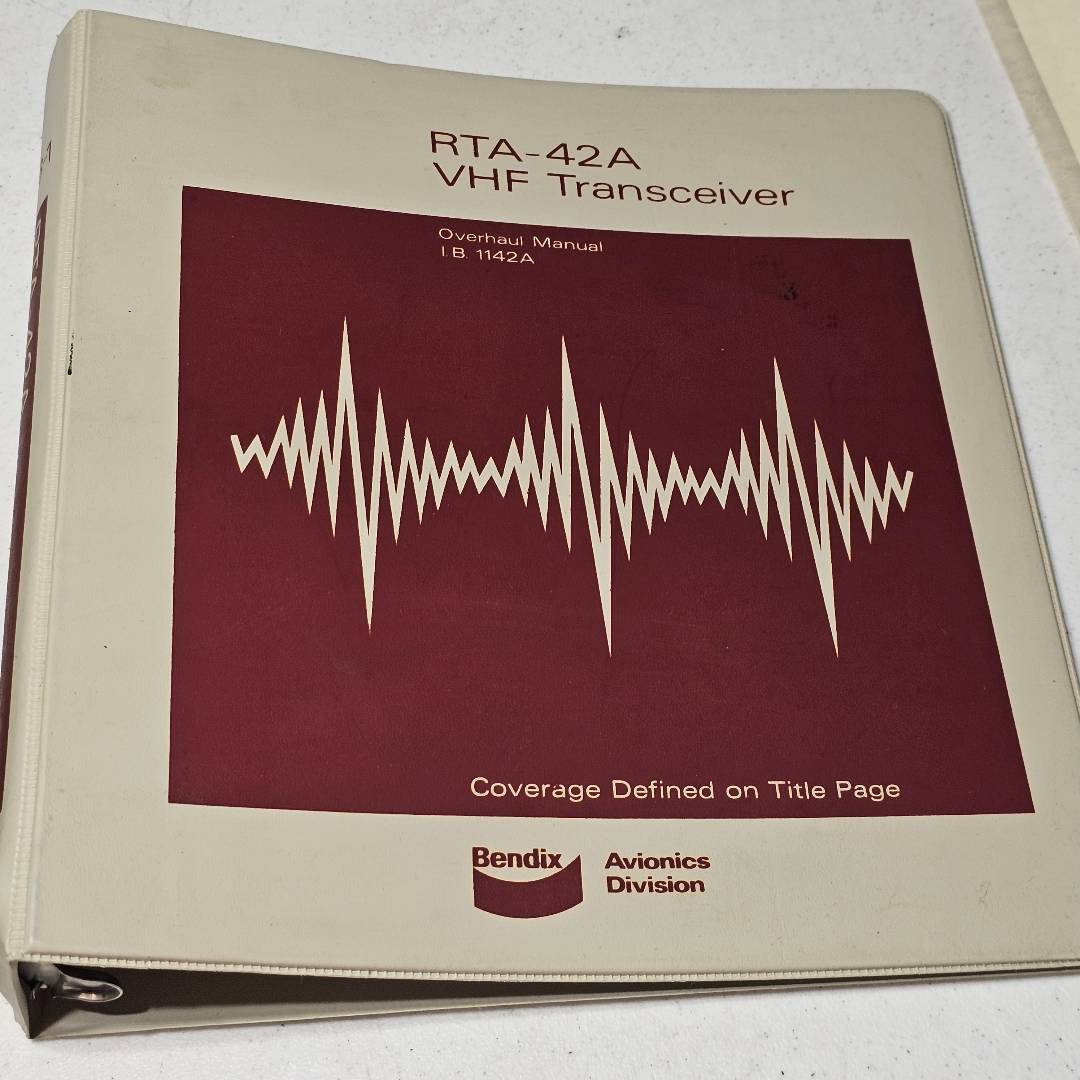 RTA-42A
VHF Transceiver
Overhaul Manual
I.B. 1142A
Coverage Defined on Title Page
Bendix
Avionics
Division